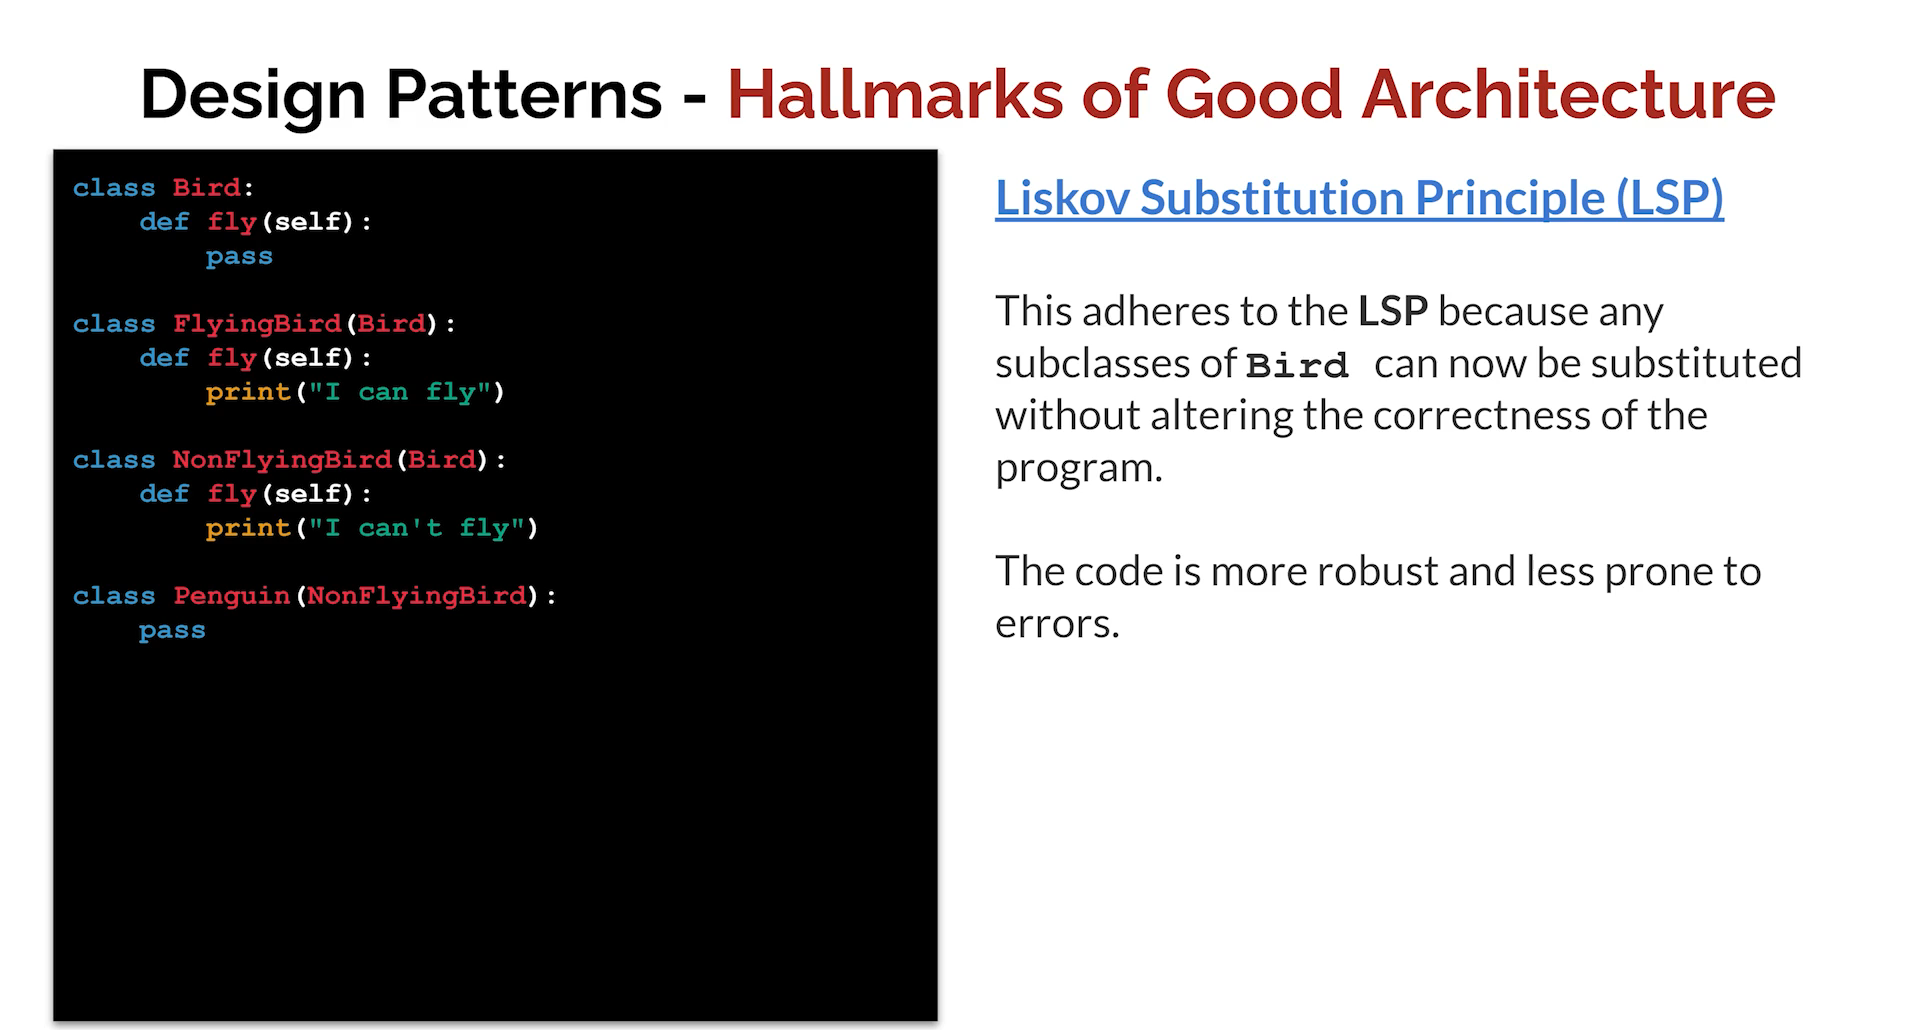 Design Patterns - Hallmarks of Good Architecture
class Bird:
    def fly(self):
        pass
class FlyingBird(Bird):
    def fly(self):
        print("I can fly")
class NonFlyingBird(Bird):
    def fly(self):
        print("I can't fly")
class Penguin(NonFlyingBird):
    pass
Liskov Substitution Principle (LSP)
This adheres to the LSP because any
subclasses of Bird can now be substituted
without altering the correctness of the
program.
The code is more robust and less prone to
errors.